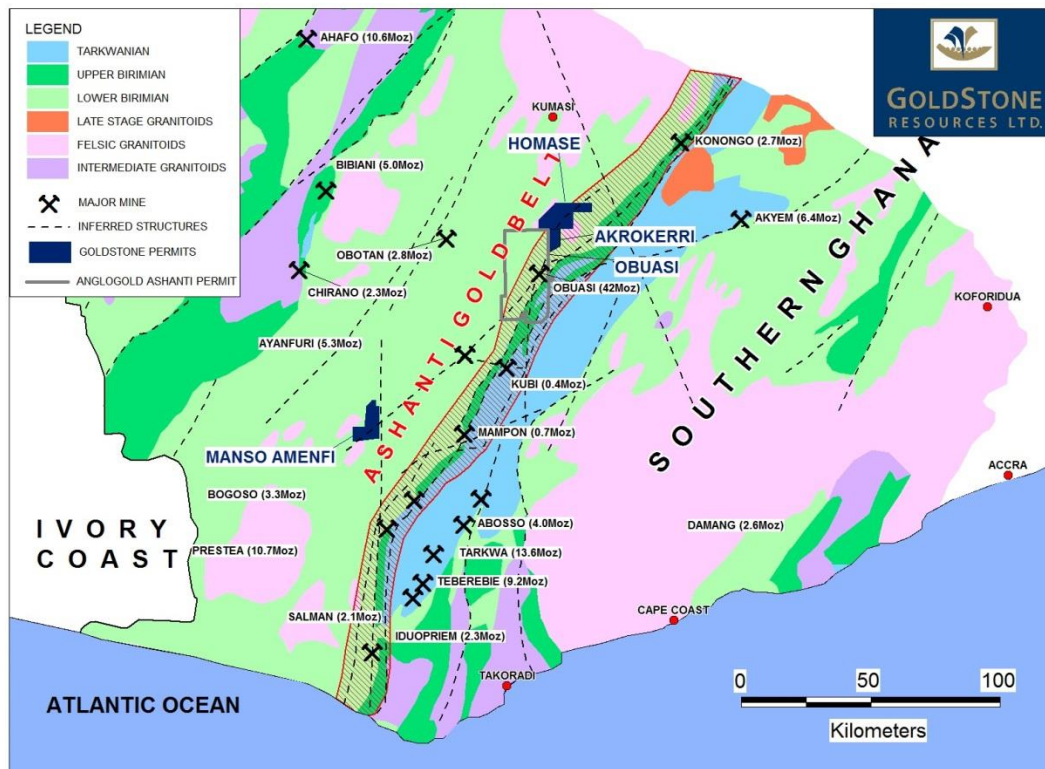 LEGEND
TARKWANIAN
UPPER BIRIMIAN
LOWER BIRIMIAN
LATE STAGE GRANITOIDS
FELSIC GRANITOIDS
INTERMEDIATE GRANITOIDS
MAJOR MINE
INFERRED STRUCTURES
GOLDSTONE PERMITS
ANGLOGOLD ASHANTI PERMIT
GOLDSTONE
RESOURCES LTD.
AHAFO (10.6Moz)
KUMASI
HOMASE
KONONGO (2.7Moz)
BIBIANI (5.0Moz)
AKYEM (6.4Moz)
AKROKERRI
OBOTAN (2.8Moz)
OBUASI
OBUASI (42Moz)
CHIRANO (2.3Moz)
KOFORIDUA
AYANFURI (5.3Moz)
ASHANTI GOLD BELT
SOUTHERN GHANA
KUBI (0.4Moz)
MAMPON (0.7Moz)
MANSO AMENFI
ACCRA
BOGOSO (3.3Moz)
IVORY
COAST
ABOSSO (4.0Moz)
DAMANG (2.6Moz)
PRESTEA (10.7Moz)
TARKWA (13.6Moz)
TEBEREBIE (9.2Moz)
CAPE COAST
SALMAN (2.1Moz)
IDUOPRIEM (2.3Moz)
TAKORADI
ATLANTIC OCEAN
0 50 100
Kilometers